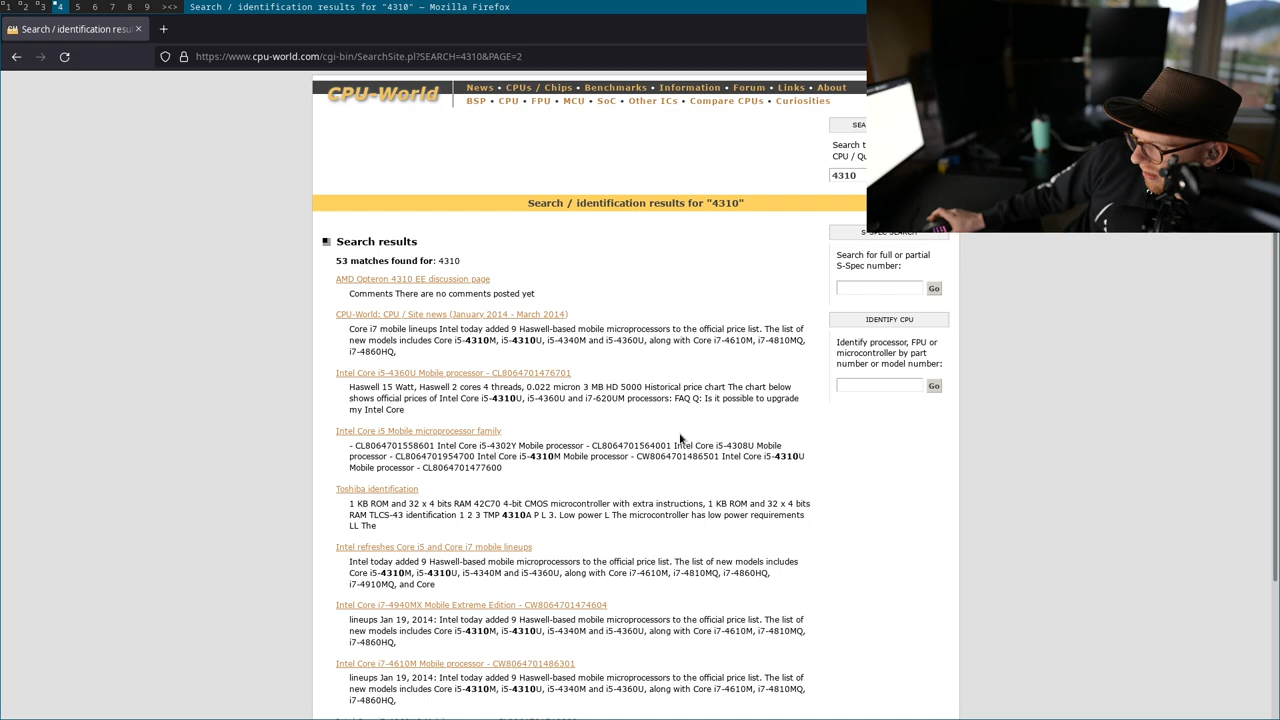 1 2 3 4 5 6 7 8 9 ><> Search / identification results for "4310" — Mozilla Firefox
Search / identification resu
https://www.cpu-world.com/cgi-bin/SearchSite.pl?SEARCH=4310&PAGE=2
CPU-World
News • CPUs / Chips • Benchmarks • Information • Forum • Links • About
BSP • CPU • FPU • MCU • SoC • Other ICs • Compare CPUs • Curiosities
SEA
Search t
CPU / Qu
4310
Search / identification results for "4310"
Search results
53 matches found for: 4310
AMD Opteron 4310 EE discussion page
Comments There are no comments posted yet
CPU-World: CPU / Site news (January 2014 - March 2014)
Core i7 mobile lineups Intel today added 9 Haswell-based mobile microprocessors to the official price list. The list of
new models includes Core i5-4310M, i5-4310U, i5-4340M and i5-4360U, along with Core i7-4610M, i7-4810MQ,
i7-4860HQ,
Intel Core i5-4360U Mobile processor - CL8064701476701
Haswell 15 Watt, Haswell 2 cores 4 threads, 0.022 micron 3 MB HD 5000 Historical price chart The chart below
shows official prices of Intel Core i5-4310U, i5-4360U and i7-620UM processors: FAQ Q: Is it possible to upgrade
my Intel Core
Intel Core i5 Mobile microprocessor family
- CL8064701558601 Intel Core i5-4302Y Mobile processor - CL8064701564001 Intel Core i5-4308U Mobile
processor - CL8064701954700 Intel Core i5-4310M Mobile processor - CW8064701486501 Intel Core i5-4310U
Mobile processor - CL8064701477600
Toshiba identification
1 KB ROM and 32 x 4 bits RAM 42C70 4-bit CMOS microcontroller with extra instructions, 1 KB ROM and 32 x 4 bits
RAM TLCS-43 identification 1 2 3 TMP 4310A P L 3. Low power L The microcontroller has low power requirements
LL The
Intel refreshes Core i5 and Core i7 mobile lineups
Intel today added 9 Haswell-based mobile microprocessors to the official price list. The list of new models includes
Core i5-4310M, i5-4310U, i5-4340M and i5-4360U, along with Core i7-4610M, i7-4810MQ, i7-4860HQ,
i7-4910MQ, and Core
Intel Core i7-4940MX Mobile Extreme Edition - CW8064701474604
lineups Jan 19, 2014: Intel today added 9 Haswell-based mobile microprocessors to the official price list. The list of
new models includes Core i5-4310M, i5-4310U, i5-4340M and i5-4360U, along with Core i7-4610M, i7-4810MQ,
i7-4860HQ,
Intel Core i7-4610M Mobile processor - CW8064701486301
lineups Jan 19, 2014: Intel today added 9 Haswell-based mobile microprocessors to the official price list. The list of
new models includes Core i5-4310M, i5-4310U, i5-4340M and i5-4360U, along with Core i7-4610M, i7-4810MQ,
i7-4860HQ,
S-SPEC SEARCH
Search for full or partial
S-Spec number:
Go
IDENTIFY CPU
Identify processor, FPU or
microcontroller by part
number or model number:
Go